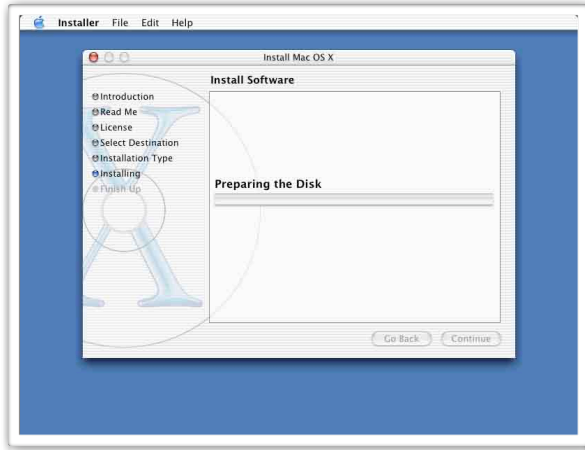 Installer File Edit Help
Install Mac OS X
Install Software
Introduction
Read Me
License
Select Destination
Installation Type
Installing
Finish Up
Preparing the Disk
Go Back Continue